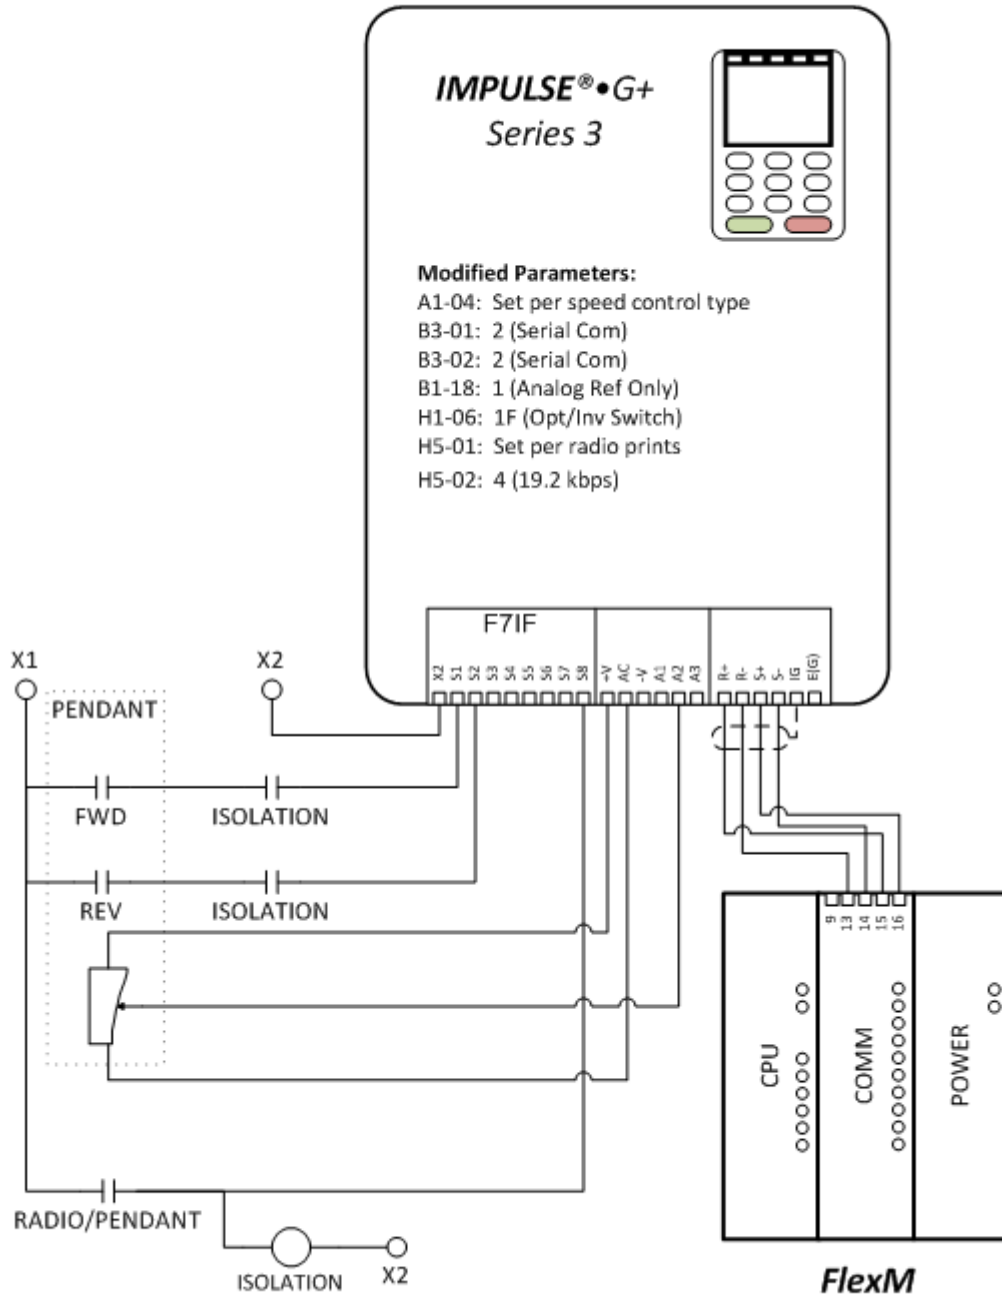 IMPULSE®•G+
Series 3
Modified Parameters:
A1-04: Set per speed control type
B3-01: 2 (Serial Com)
B3-02: 2 (Serial Com)
B1-18: 1 (Analog Ref Only)
H1-06: 1F (Opt/Inv Switch)
H5-01: Set per radio prints
H5-02: 4 (19.2 kbps)
F7IF
X2 S1 S2 S3 S4 S5 S6 S7 S8 +V AC -V A1 A2 A3 R+ R- S+ S- IG E(G)
X1
X2
PENDANT
FWD
ISOLATION
REV
ISOLATION
9 13 14 15 16
CPU
COMM
POWER
RADIO/PENDANT
ISOLATION
X2
FlexM